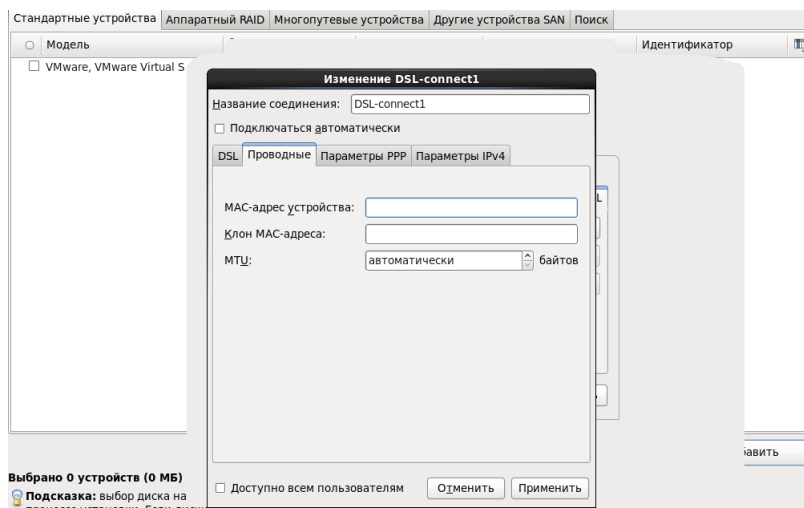 Стандартные устройства Аппаратный RAID Многопутевые устройства Другие устройства SAN Поиск
Модель Идентификатор
VMware, VMware Virtual S
Изменение DSL-connect1
Название соединения: DSL-connect1
Подключаться автоматически
DSL Проводные Параметры PPP Параметры IPv4
MAC-адрес устройства:
Клон MAC-адреса:
MTU: автоматически байтов
Доступно всем пользователям Отменить Применить
Выбрано 0 устройств (0 МБ)
Подсказка: выбор диска на